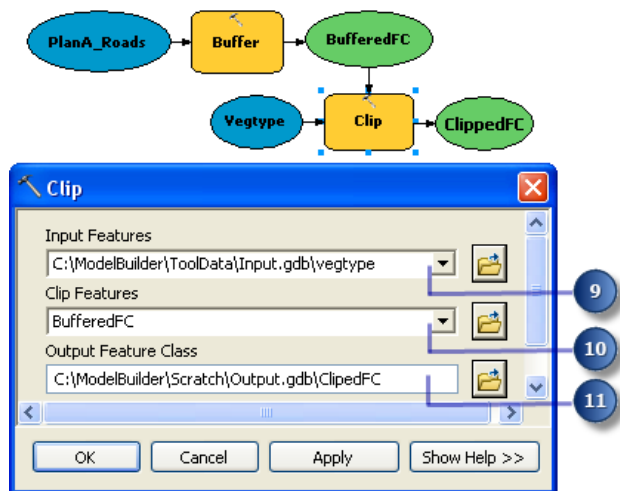 PlanA_Roads
Buffer
BufferedFC
Vegtype
Clip
ClippedFC
Clip
Input Features
C:\ModelBuilder\ToolData\Input.gdb\vegtype
9
Clip Features
BufferedFC
10
Output Feature Class
C:\ModelBuilder\Scratch\Output.gdb\ClipedFC
11
OK
Cancel
Apply
Show Help >>